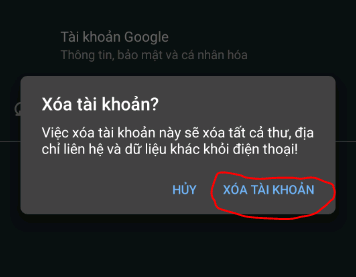 Tài khoản Google
Thông tin, bảo mật và cá nhân hóa
Xóa tài khoản?
Việc xóa tài khoản này sẽ xóa tất cả thư, địa
chỉ liên hệ và dữ liệu khác khỏi điện thoại!
HỦY
XÓA TÀI KHOẢN